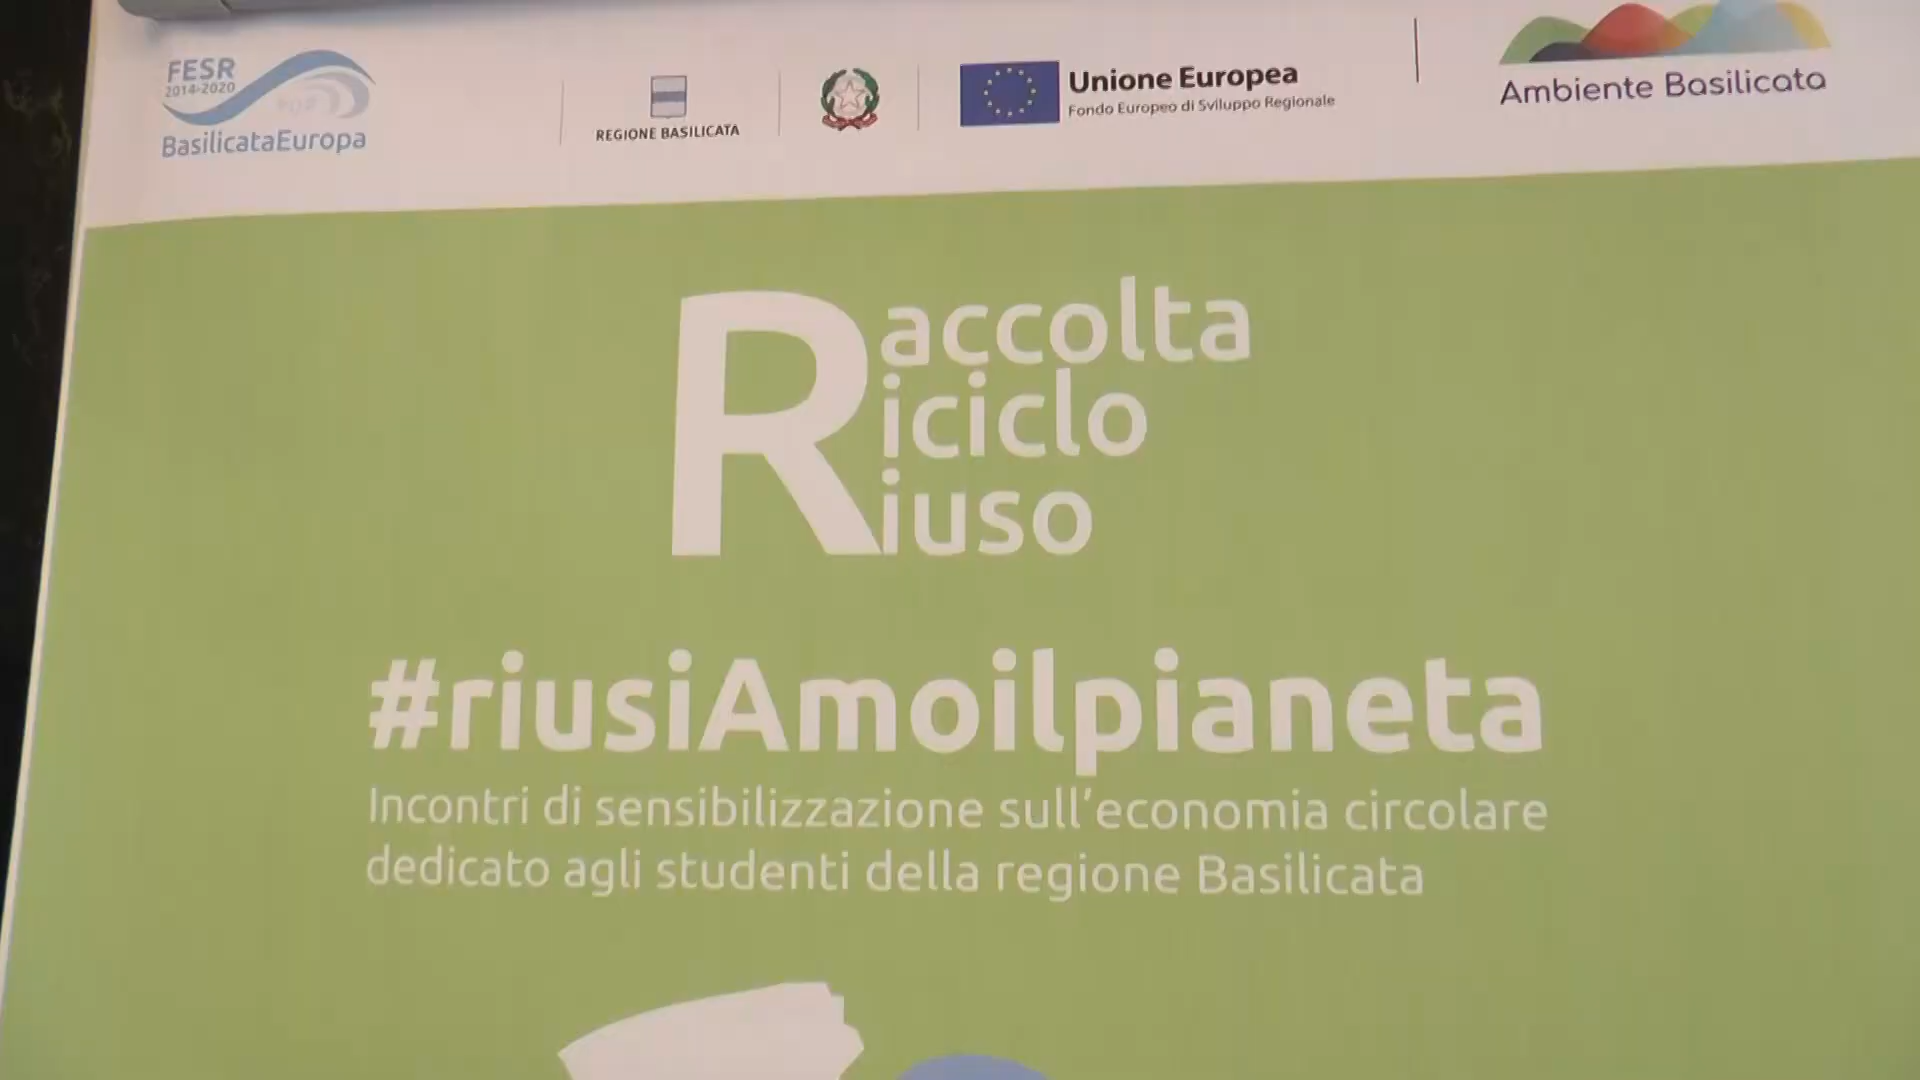 FESR
2014-2020
BasilicataEuropa
REGIONE BASILICATA
Unione Europea
Fondo Europeo di Sviluppo Regionale
Ambiente Basilicata
Raccolta
Riciclo
Riuso
#riusiAmoilpianeta
Incontri di sensibilizzazione sull'economia circolare
dedicato agli studenti della regione Basilicata